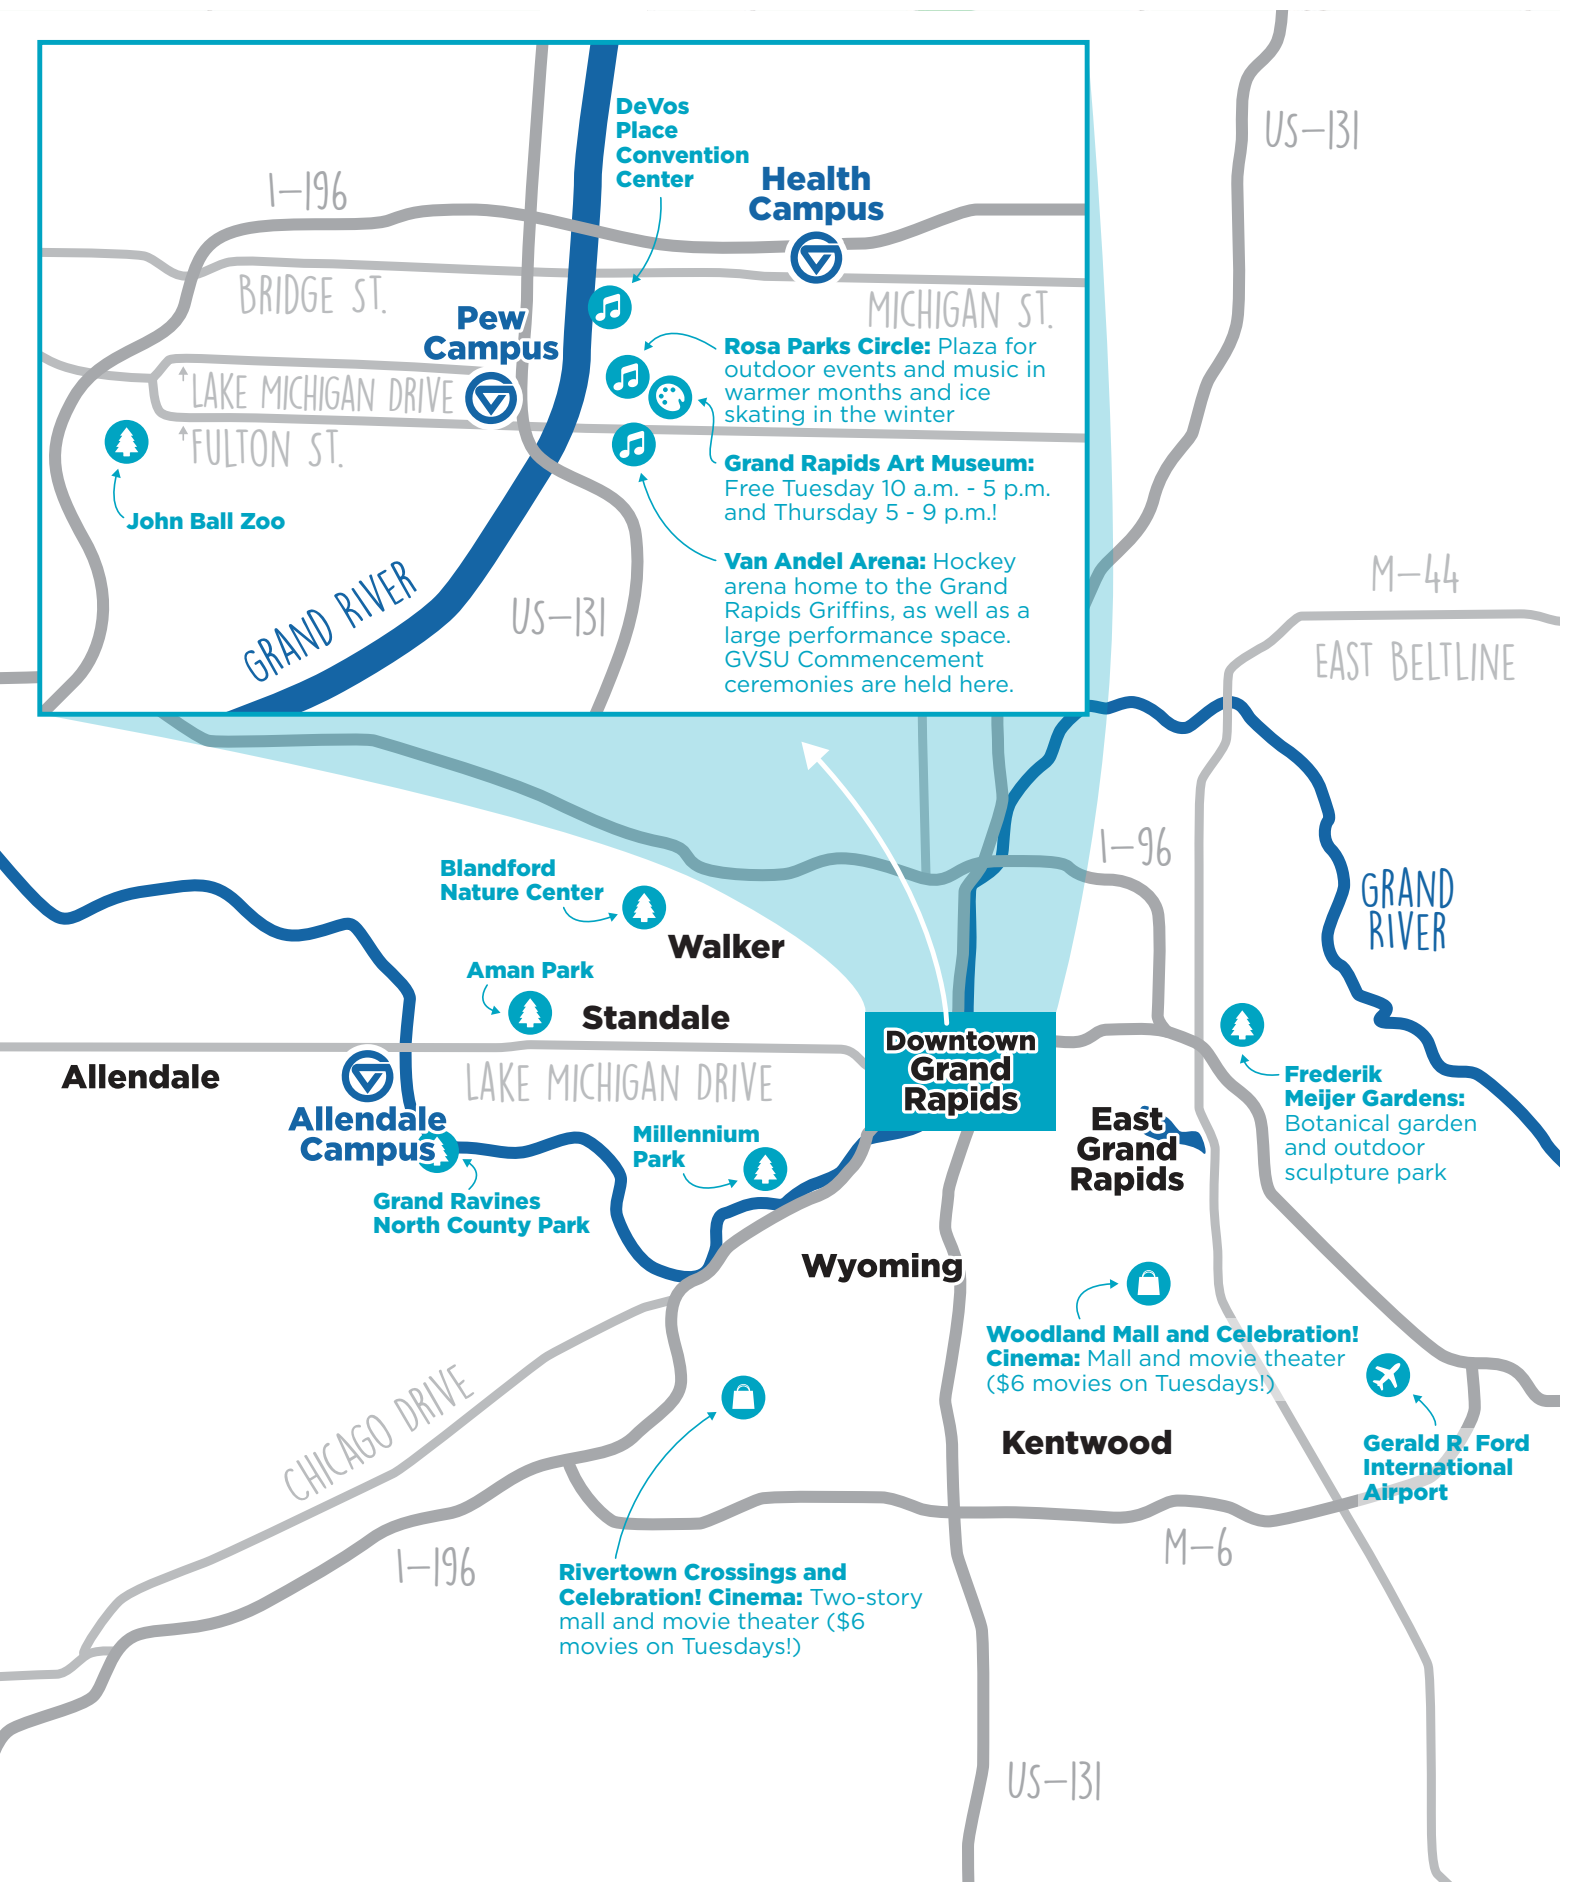 DeVos
Place
Convention
Center
Health
Campus
I-196
US-131
BRIDGE ST.
MICHIGAN ST.
Pew
Campus
Rosa Parks Circle: Plaza for
outdoor events and music in
warmer months and ice
skating in the winter
LAKE MICHIGAN DRIVE
FULTON ST.
Grand Rapids Art Museum:
Free Tuesday 10 a.m. - 5 p.m.
and Thursday 5 - 9 p.m.!
John Ball Zoo
Van Andel Arena: Hockey
arena home to the Grand
Rapids Griffins, as well as a
large performance space.
GVSU Commencement
ceremonies are held here.
GRAND RIVER
US-131
M-44
EAST BELTLINE
I-96
Blandford
Nature Center
GRAND
RIVER
Walker
Aman Park
Standale
Downtown
Grand
Rapids
Allendale
LAKE MICHIGAN DRIVE
Frederik
Meijer Gardens:
Botanical garden
and outdoor
sculpture park
Allendale
Campus
East
Grand
Rapids
Millennium
Park
Grand Ravines
North County Park
Wyoming
Woodland Mall and Celebration!
Cinema: Mall and movie theater
($6 movies on Tuesdays!)
CHICAGO DRIVE
Kentwood
Gerald R. Ford
International
Airport
I-196
M-6
Rivertown Crossings and
Celebration! Cinema: Two-story
mall and movie theater ($6
movies on Tuesdays!)
US-131